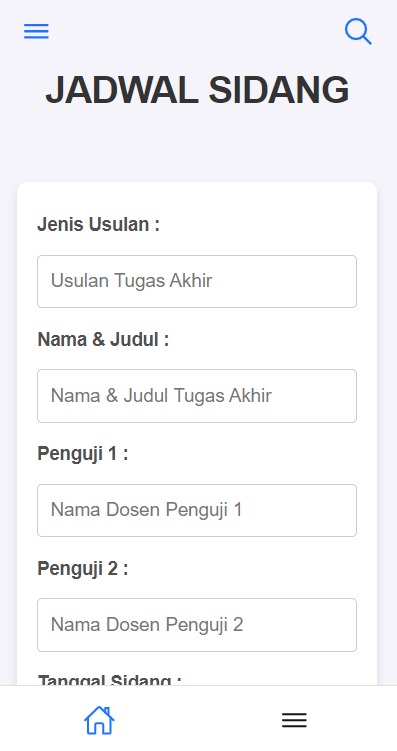 JADWAL SIDANG
Jenis Usulan :
Usulan Tugas Akhir
Nama & Judul :
Nama & Judul Tugas Akhir
Penguji 1 :
Nama Dosen Penguji 1
Penguji 2 :
Nama Dosen Penguji 2
Tanggal Sidang :